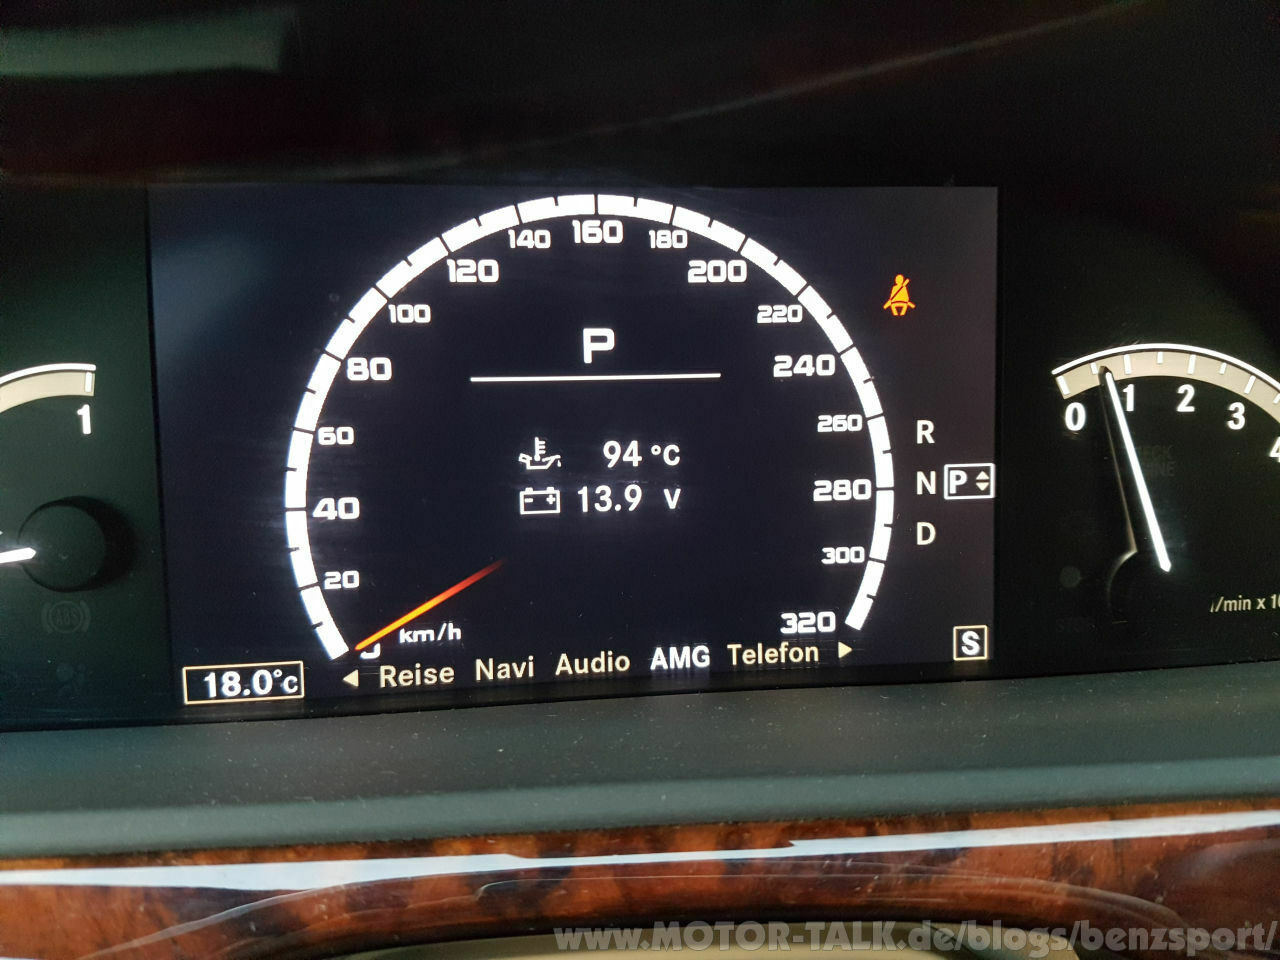 160
140 180
120 200
100 220
P
80 240
60 260
R
94 °C
N P
13.9 V
40 280
D
20 300
km/h
320
0
18.0°C
Reise Navi Audio AMG Telefon
S
1
0 1 2 3 4
ABS
www.MOTOR-TALK.de/blogs/benzsport/